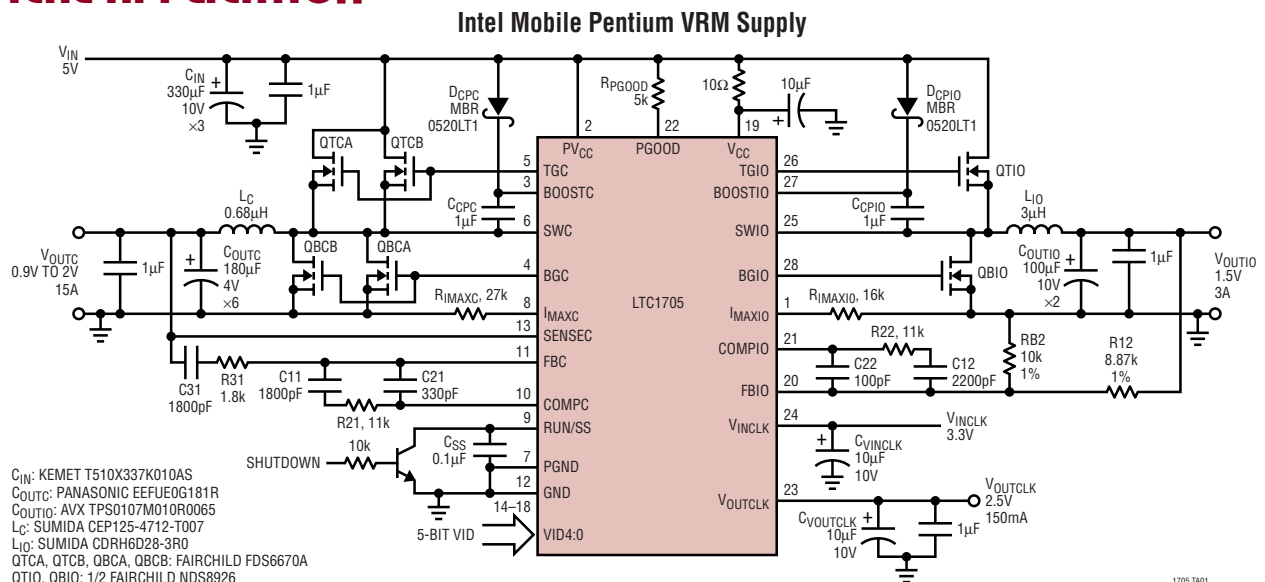 Intel Mobile Pentium VRM Supply
VIN
5V
CIN
330µF
10V
×3
+
1µF
DCPC
MBR
0520LT1
RPGOOD
5k
10Ω
10µF
+
DCPIO
MBR
0520LT1
2
22
19
PVCC
PGOOD
VCC
QTCA
QTCB
5
TGC
3
BOOSTC
CCPC
1µF
6
SWC
LC
0.68µH
VOUTC
0.9V TO 2V
15A
1µF
+
COUTC
180µF
4V
×6
QBCB
QBCA
4
BGC
RIMAXC, 27k
8
IMAXC
13
SENSEC
11
FBC
C31
1800pF
R31
1.8k
C11
1800pF
C21
330pF
R21, 11k
10
COMPC
9
RUN/SS
SHUTDOWN
10k
CSS
0.1µF
7
PGND
12
GND
14–18
5-BIT VID
VID4:0
LTC1705
26
TGIO
QTIO
27
BOOSTIO
CCPIO
1µF
25
SWIO
LIO
3µH
28
BGIO
QBIO
COUTIO
100µF
10V
×2
+
1µF
VOUTIO
1.5V
3A
1
IMAXIO
RIMAXIO, 16k
21
COMPIO
R22, 11k
C22
100pF
C12
2200pF
RB2
10k
1%
R12
8.87k
1%
20
FBIO
24
VINCLK
VINCLK
3.3V
+
CVINCLK
10µF
10V
23
VOUTCLK
VOUTCLK
2.5V
150mA
CVOUTCLK
10µF
10V
+
1µF
CIN: KEMET T510X337K010AS
COUTC: PANASONIC EEFUE0G181R
COUTIO: AVX TPS0107M010R0065
LC: SUMIDA CEP125-4712-T007
LIO: SUMIDA CDRH6D28-3R0
QTCA, QTCB, QBCA, QBCB: FAIRCHILD FDS6670A
QTIO, QBIO: 1/2 FAIRCHILD NDS8926
1705 TA01